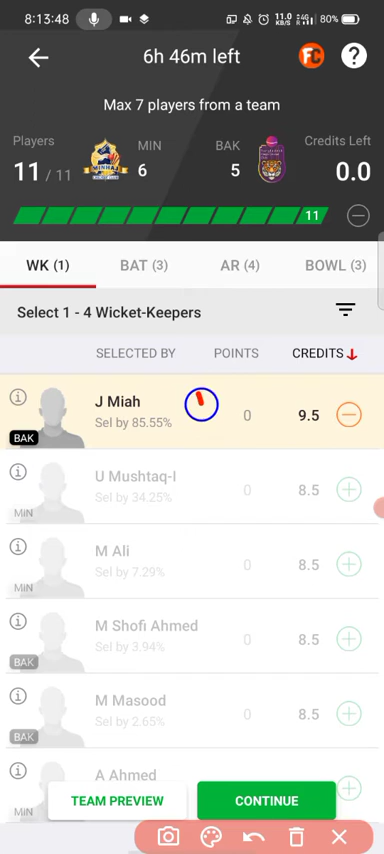 8:13:48 11.0 KB/S 4G 80%
6h 46m left FC ?
Max 7 players from a team
Players MIN BAK Credits Left
11 / 11 6 5 0.0
11
WK (1) BAT (3) AR (4) BOWL (3)
Select 1 - 4 Wicket-Keepers
SELECTED BY POINTS CREDITS
J Miah
Sel by 85.55% 0 9.5
BAK
U Mushtaq-I
Sel by 34.25% 0 8.5
MIN
M Ali
Sel by 7.29% 0 8.5
MIN
M Shofi Ahmed
Sel by 3.94% 0 8.5
BAK
M Masood
Sel by 2.65% 0 8.5
BAK
A Ahmed
MIN
TEAM PREVIEW CONTINUE